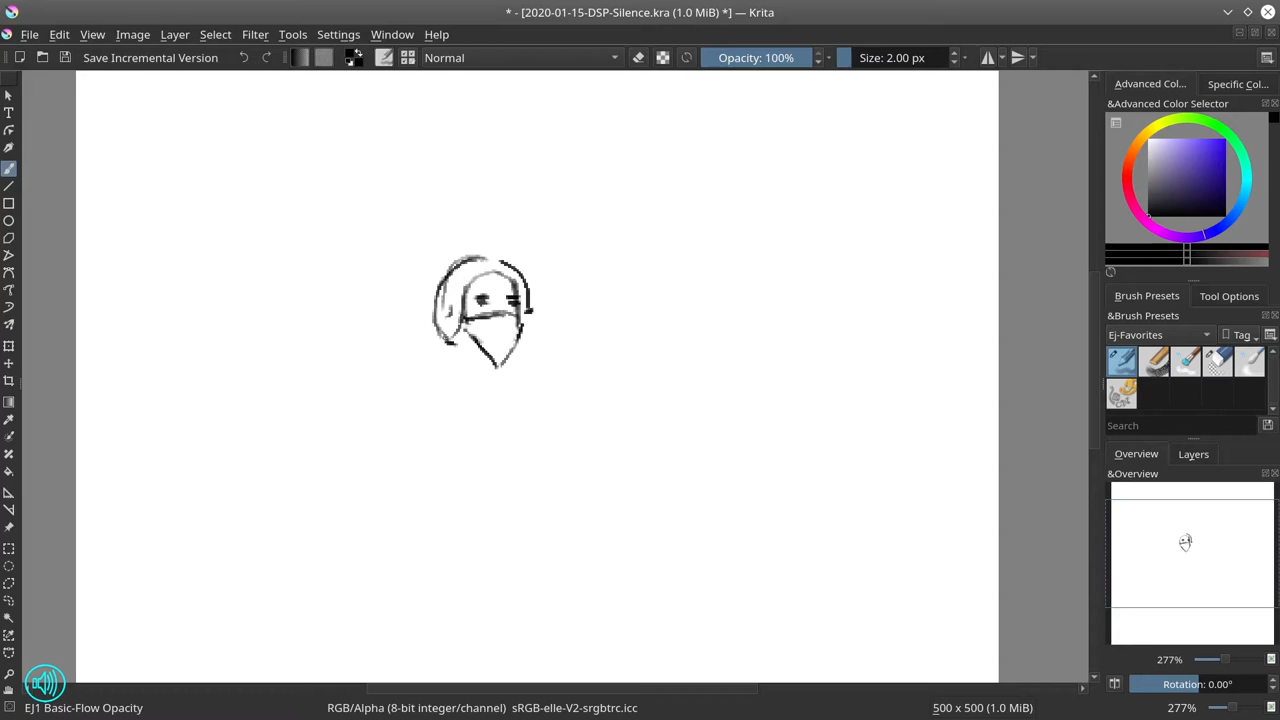 * - [2020-01-15-DSP-Silence.kra (1.0 MiB) *] — Krita
File Edit View Image Layer Select Filter Tools Settings Window Help
Save Incremental Version Normal Opacity: 100% Size: 2.00 px
Advanced Col... Specific Col...
&Advanced Color Selector
Brush Presets Tool Options
&Brush Presets
Ej-Favorites Tag
Search
Overview Layers
&Overview
277%
Rotation: 0.00°
EJ1 Basic-Flow Opacity RGB/Alpha (8-bit integer/channel) sRGB-elle-V2-srgbtrc.icc 500 x 500 (1.0 MiB) 277%